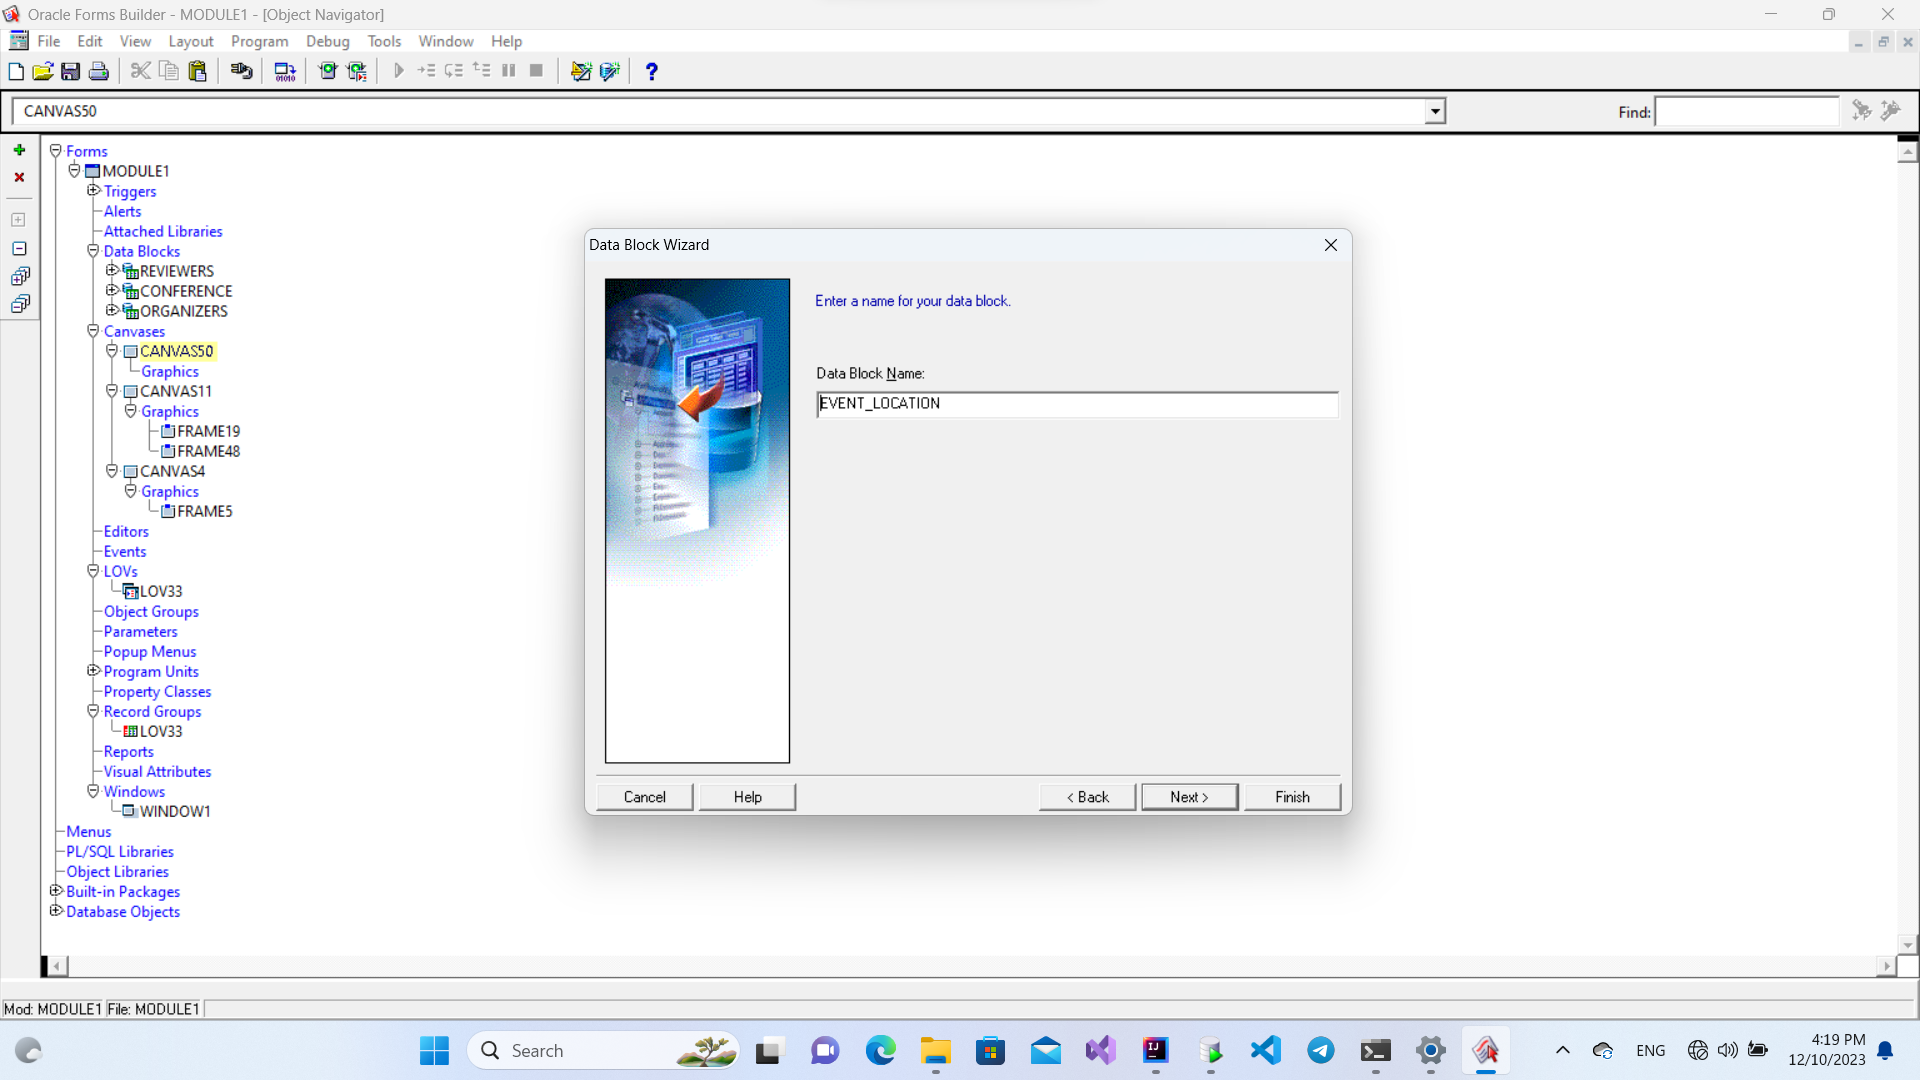 Oracle Forms Builder - MODULE1 - [Object Navigator]
File Edit View Layout Program Debug Tools Window Help
CANVAS50
Find:
Forms
MODULE1
Triggers
Alerts
Attached Libraries
Data Blocks
REVIEWERS
CONFERENCE
ORGANIZERS
Canvases
CANVAS50
Graphics
CANVAS11
Graphics
FRAME19
FRAME48
CANVAS4
Graphics
FRAME5
Editors
Events
LOVs
LOV33
Object Groups
Parameters
Popup Menus
Program Units
Property Classes
Record Groups
LOV33
Reports
Visual Attributes
Windows
WINDOW1
Menus
PL/SQL Libraries
Object Libraries
Built-in Packages
Database Objects
Data Block Wizard
Enter a name for your data block.
Data Block Name:
EVENT_LOCATION
Cancel Help < Back Next > Finish
Mod: MODULE1 File: MODULE1
Search
ENG
4:19 PM
12/10/2023